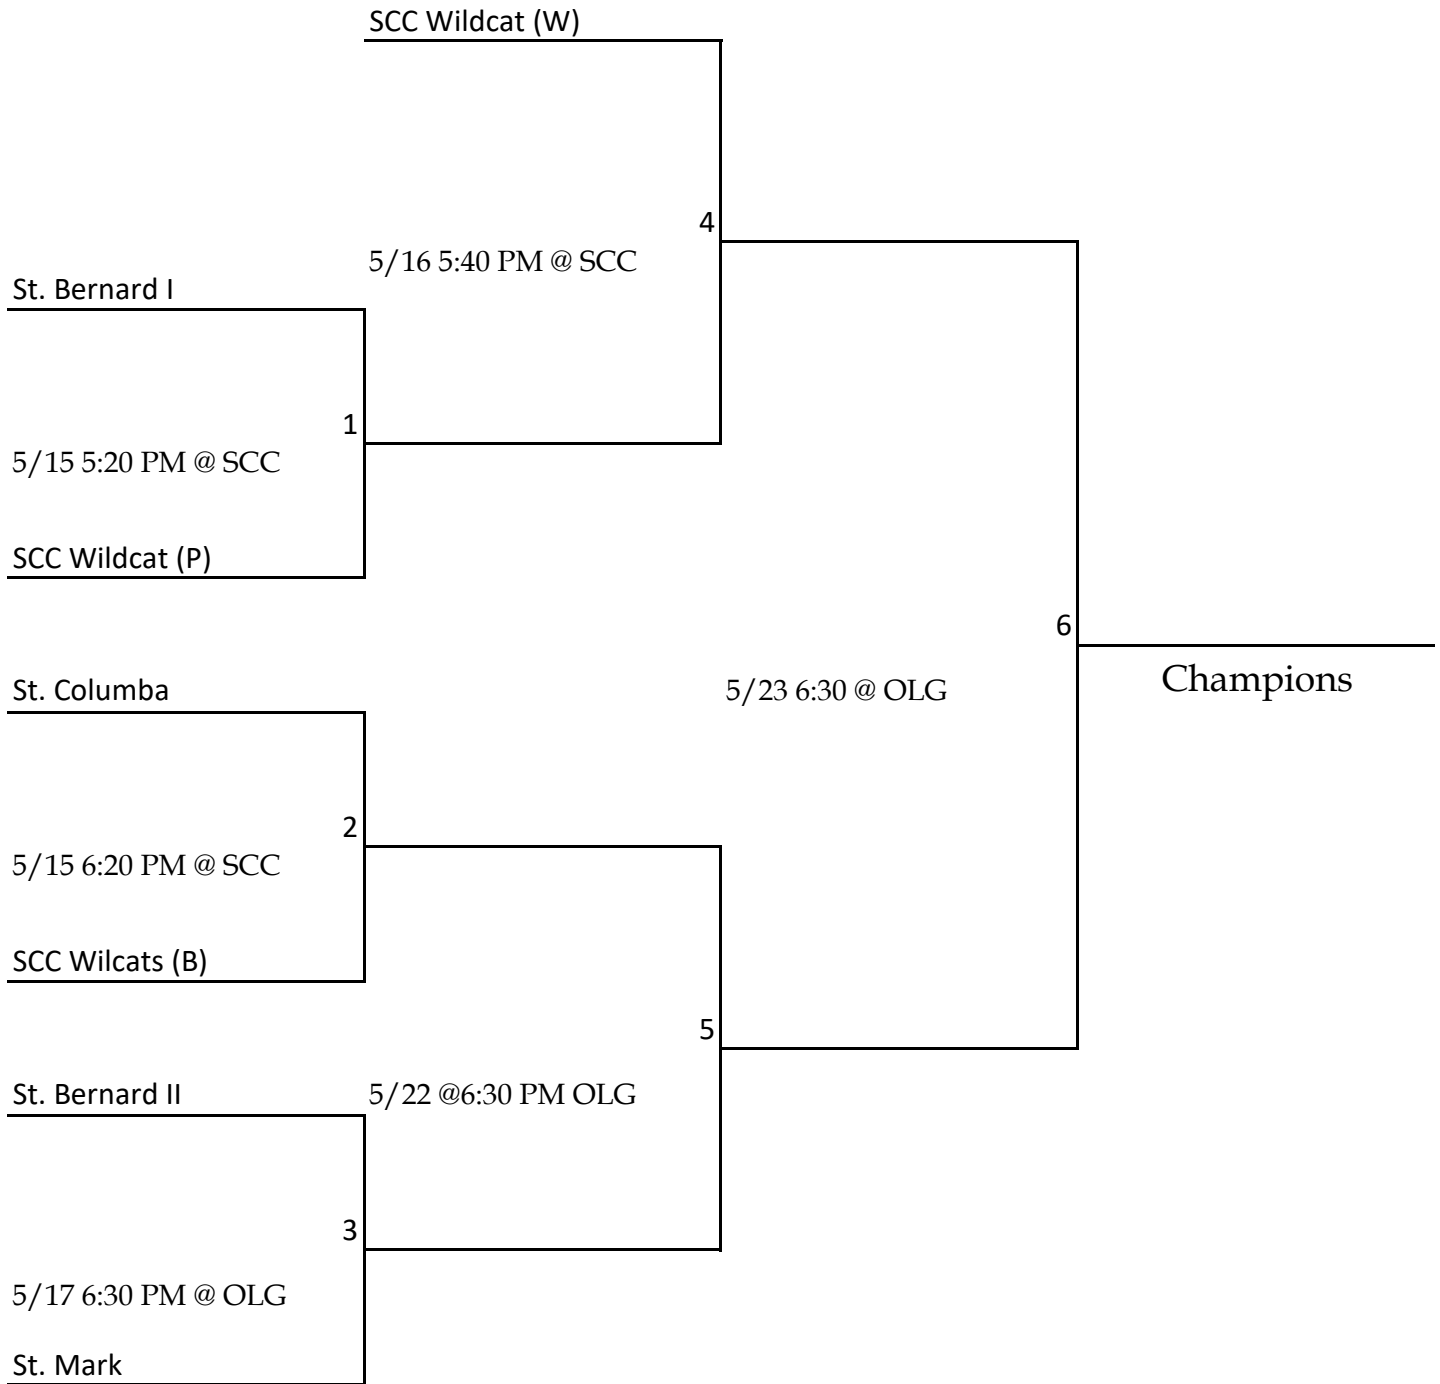 SCC Wildcat (W)
4
5/16 5:40 PM @ SCC
St. Bernard I
1
5/15 5:20 PM @ SCC
SCC Wildcat (P)
6
St. Columba
5/23 6:30 @ OLG
Champions
2
5/15 6:20 PM @ SCC
SCC Wilcats (B)
5
St. Bernard II
5/22 @6:30 PM OLG
3
5/17 6:30 PM @ OLG
St. Mark